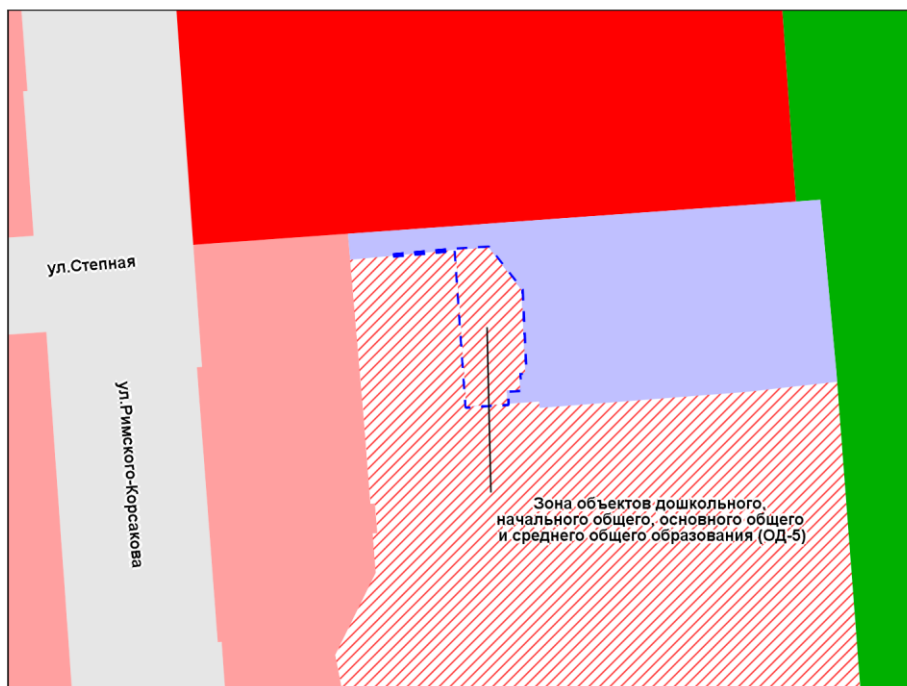 ул.Степная
ул.Римского-Корсакова
Зона объектов дошкольного,
начального общего, основного общего
и среднего общего образования (ОД-5)